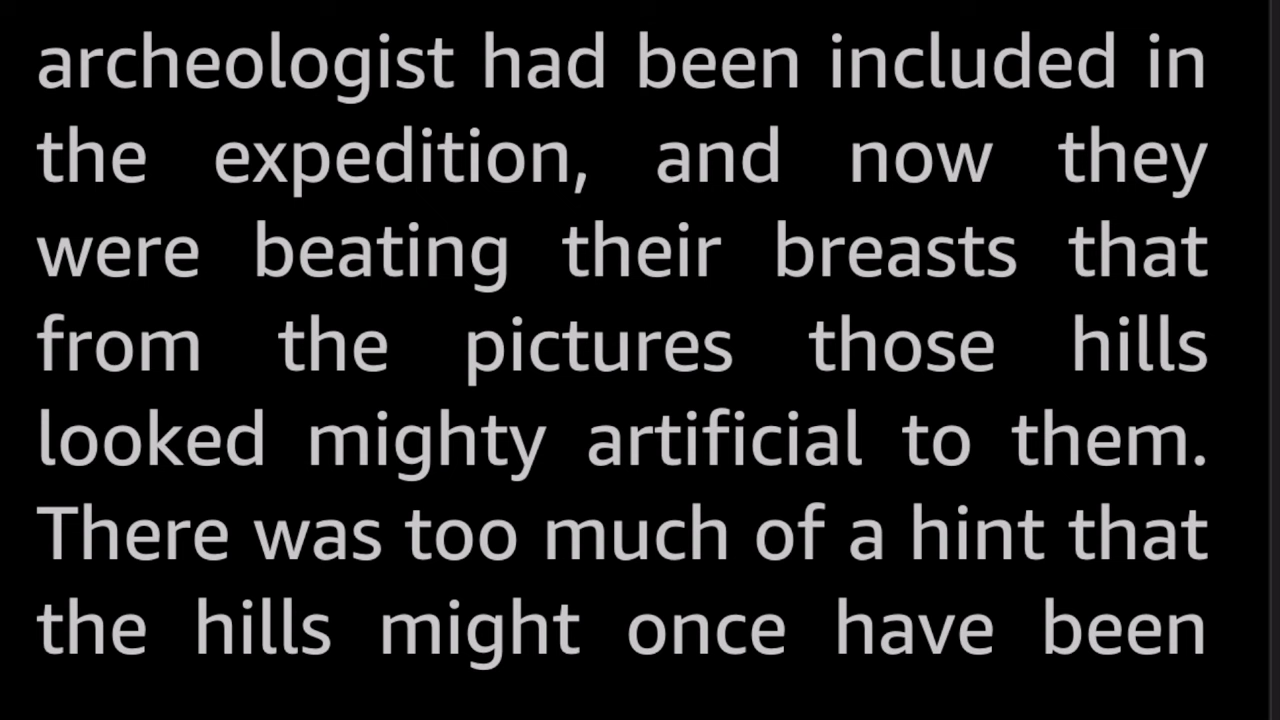 archeologist had been included in
the expedition, and now they
were beating their breasts that
from the pictures those hills
looked mighty artificial to them.
There was too much of a hint that
the hills might once have been